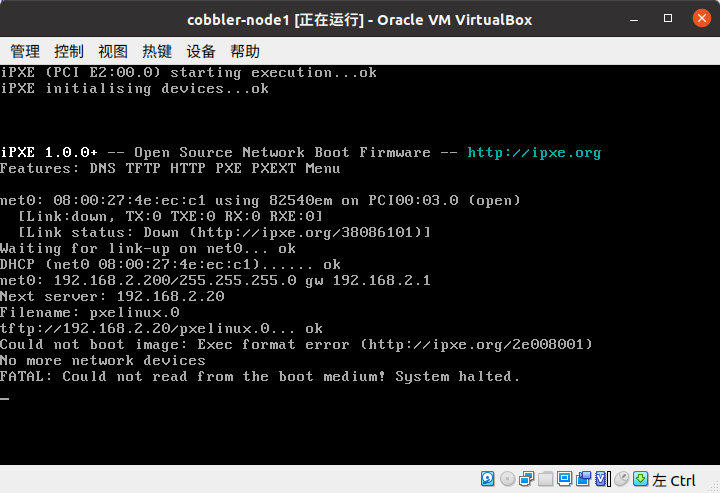 cobbler-node1 [正在运行] - Oracle VM VirtualBox
管理 控制 视图 热键 设备 帮助
iPXE (PCI E2:00.0) starting execution...ok
iPXE initialising devices...ok
iPXE 1.0.0+ -- Open Source Network Boot Firmware -- http://ipxe.org
Features: DNS TFTP HTTP PXE PXEXT Menu
net0: 08:00:27:4e:ec:c1 using 82540em on PCI00:03.0 (open)
[Link:down, TX:0 TXE:0 RX:0 RXE:0]
[Link status: Down (http://ipxe.org/38086101)]
Waiting for link-up on net0... ok
DHCP (net0 08:00:27:4e:ec:c1)...... ok
net0: 192.168.2.200/255.255.255.0 gw 192.168.2.1
Next server: 192.168.2.20
Filename: pxelinux.0
tftp://192.168.2.20/pxelinux.0... ok
Could not boot image: Exec format error (http://ipxe.org/2e008001)
No more network devices
FATAL: Could not read from the boot medium! System halted.
_
左 Ctrl